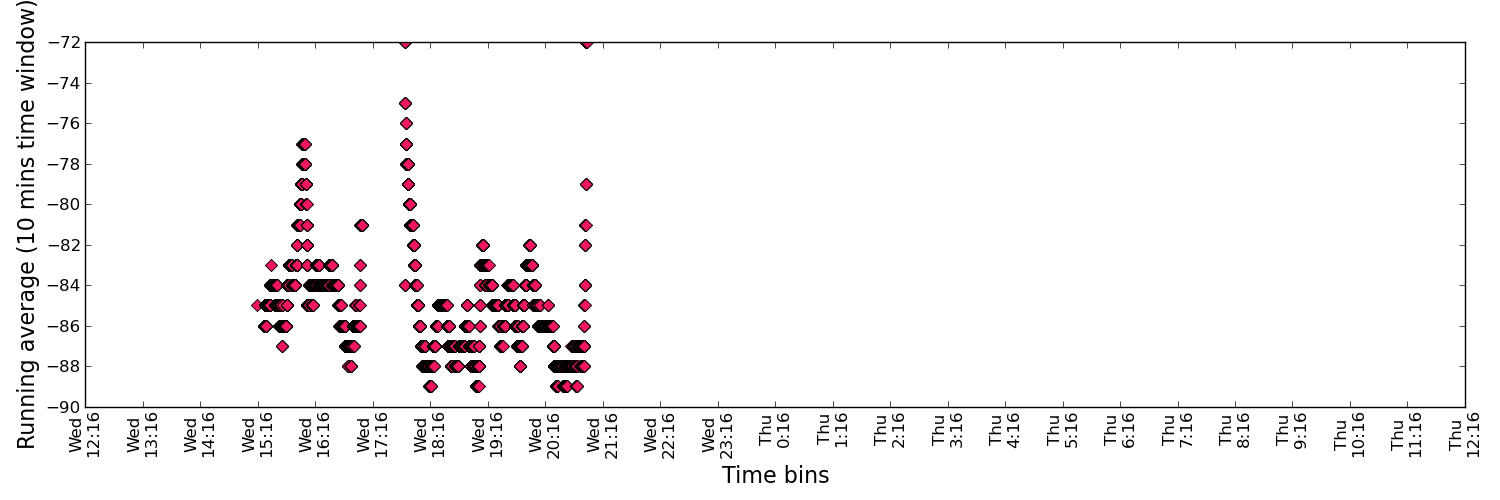 Running average (10 mins time window)
−72
−74
−76
−78
−80
−82
−84
−86
−88
−90
Wed 12:16
Wed 13:16
Wed 14:16
Wed 15:16
Wed 16:16
Wed 17:16
Wed 18:16
Wed 19:16
Wed 20:16
Wed 21:16
Wed 22:16
Wed 23:16
Thu 0:16
Thu 1:16
Thu 2:16
Thu 3:16
Thu 4:16
Thu 5:16
Thu 6:16
Thu 7:16
Thu 8:16
Thu 9:16
Thu 10:16
Thu 11:16
Thu 12:16
Time bins